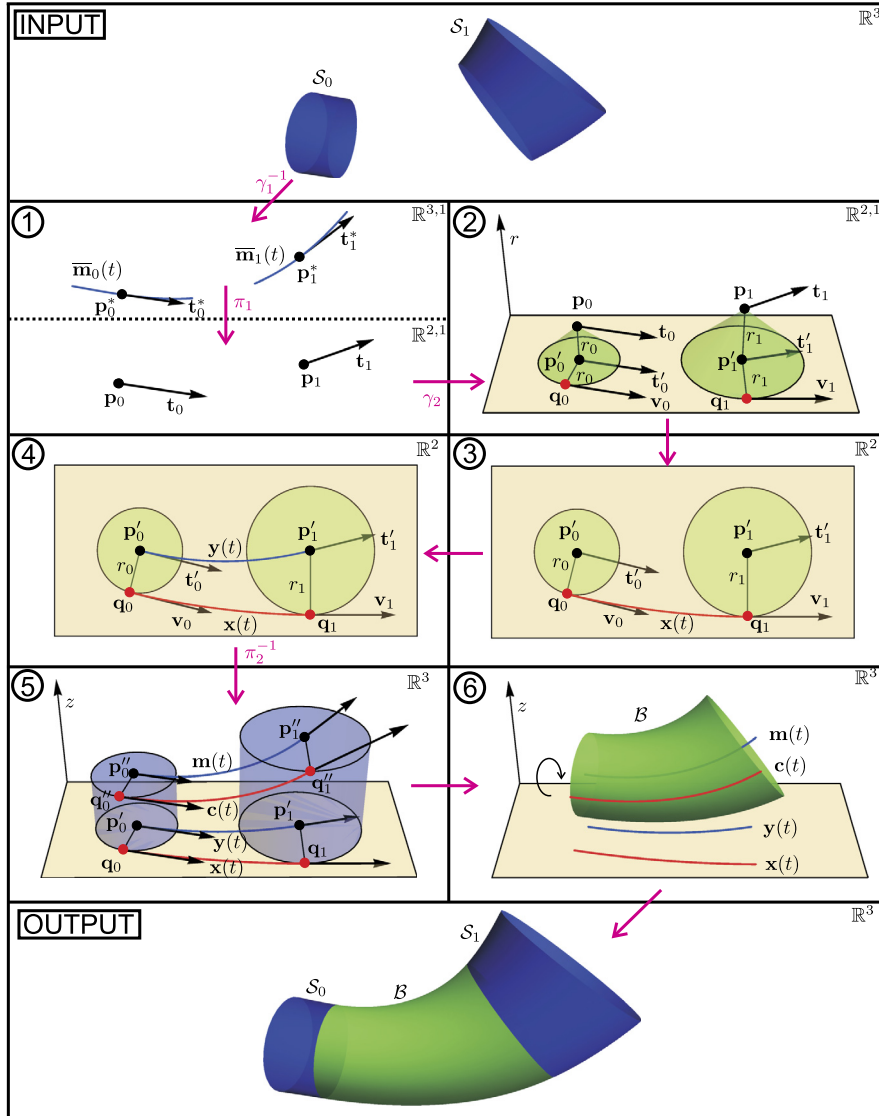 INPUT
ℝ³
𝒮₁
𝒮₀
γ₁⁻¹
①
ℝ³,¹
m̅₀(t)
p₀*
t₀*
m̅₁(t)
p₁*
t₁*
π₁
ℝ²,¹
p₀
t₀
p₁
t₁
γ₂
②
ℝ²,¹
r
p₀
t₀
r₀
p₀′
r₀
t₀′
q₀
v₀
p₁
t₁
r₁
p₁′
t₁′
r₁
q₁
v₁
④
ℝ²
p₀′
r₀
t₀′
q₀
v₀
y(t)
x(t)
p₁′
t₁′
r₁
q₁
v₁
π₂⁻¹
③
ℝ²
p₀′
r₀
t₀′
q₀
v₀
x(t)
p₁′
t₁′
r₁
q₁
v₁
⑤
ℝ³
z
p₀″
m(t)
p₁″
q₀″
c(t)
q₁″
p₀′
y(t)
p₁′
q₀
x(t)
q₁
⑥
ℝ³
z
ℬ
m(t)
c(t)
y(t)
x(t)
OUTPUT
ℝ³
𝒮₁
𝒮₀
ℬ